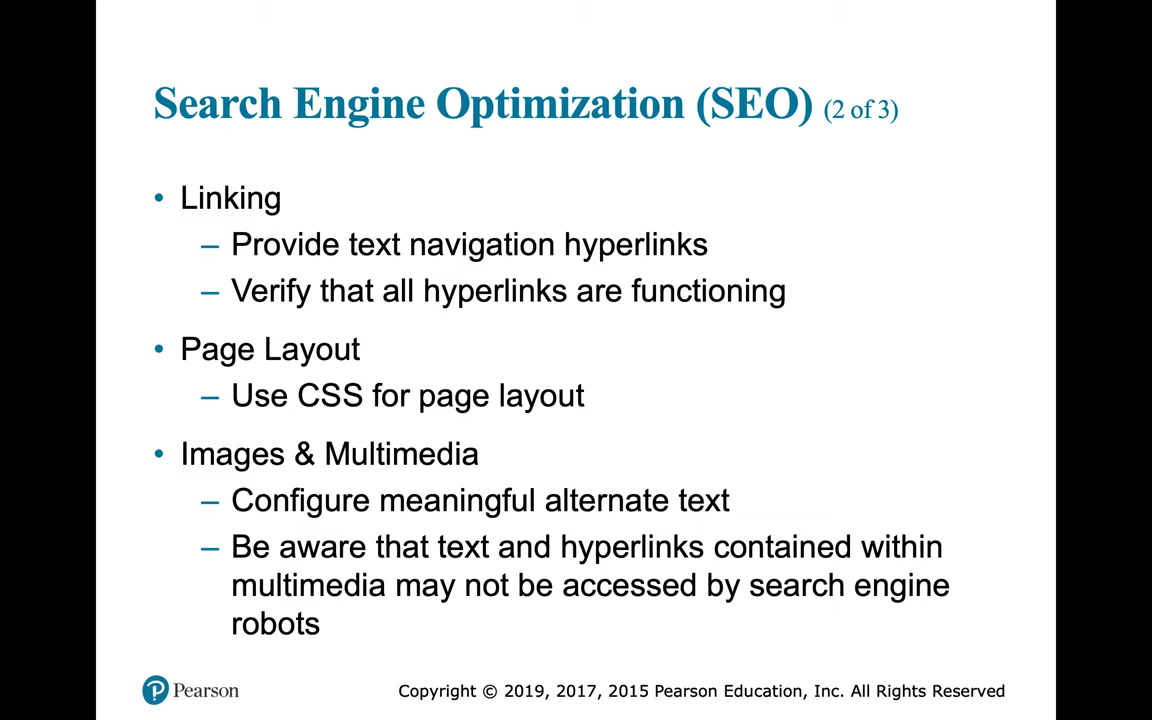 Search Engine Optimization (SEO) (2 of 3)
• Linking
– Provide text navigation hyperlinks
– Verify that all hyperlinks are functioning
• Page Layout
– Use CSS for page layout
• Images & Multimedia
– Configure meaningful alternate text
– Be aware that text and hyperlinks contained within
multimedia may not be accessed by search engine
robots
Pearson
Copyright © 2019, 2017, 2015 Pearson Education, Inc. All Rights Reserved